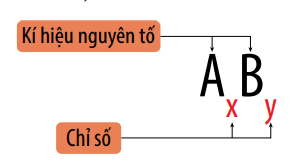 Kí hiệu nguyên tố
A B
x y
Chỉ số